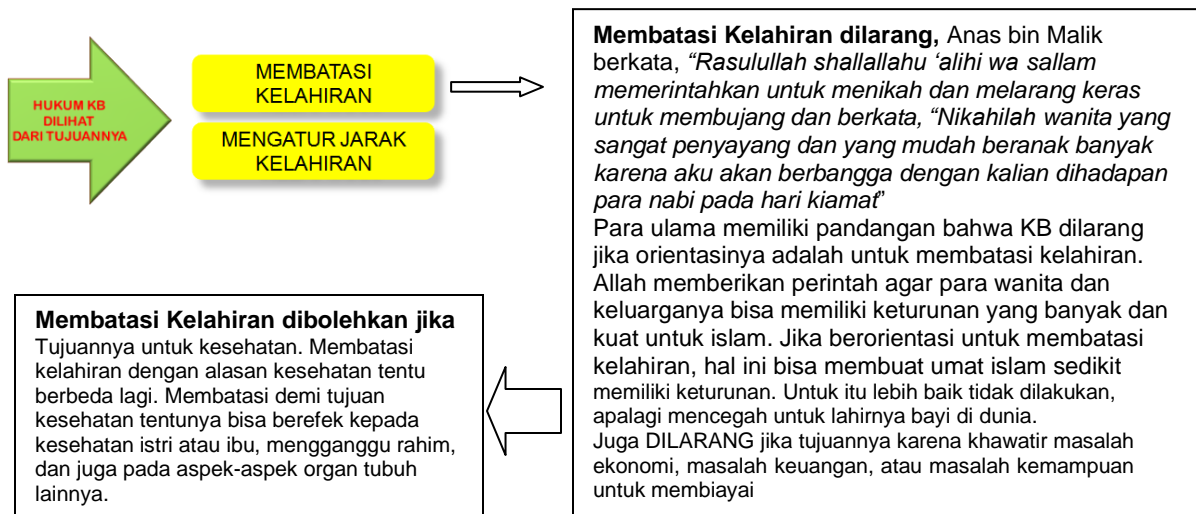 HUKUM KB
DILIHAT
DARI TUJUANNYA
MEMBATASI
KELAHIRAN
MENGATUR JARAK
KELAHIRAN
Membatasi Kelahiran dilarang, Anas bin Malik
berkata, “Rasulullah shallallahu ‘alihi wa sallam
memerintahkan untuk menikah dan melarang keras
untuk membujang dan berkata, “Nikahilah wanita yang
sangat penyayang dan yang mudah beranak banyak
karena aku akan berbangga dengan kalian dihadapan
para nabi pada hari kiamat”
Para ulama memiliki pandangan bahwa KB dilarang
jika orientasinya adalah untuk membatasi kelahiran.
Allah memberikan perintah agar para wanita dan
keluarganya bisa memiliki keturunan yang banyak dan
kuat untuk islam. Jika berorientasi untuk membatasi
kelahiran, hal ini bisa membuat umat islam sedikit
memiliki keturunan. Untuk itu lebih baik tidak dilakukan,
apalagi mencegah untuk lahirnya bayi di dunia.
Juga DILARANG jika tujuannya karena khawatir masalah
ekonomi, masalah keuangan, atau masalah kemampuan
untuk membiayai
Membatasi Kelahiran dibolehkan jika
Tujuannya untuk kesehatan. Membatasi
kelahiran dengan alasan kesehatan tentu
berbeda lagi. Membatasi demi tujuan
kesehatan tentunya bisa berefek kepada
kesehatan istri atau ibu, mengganggu rahim,
dan juga pada aspek-aspek organ tubuh
lainnya.